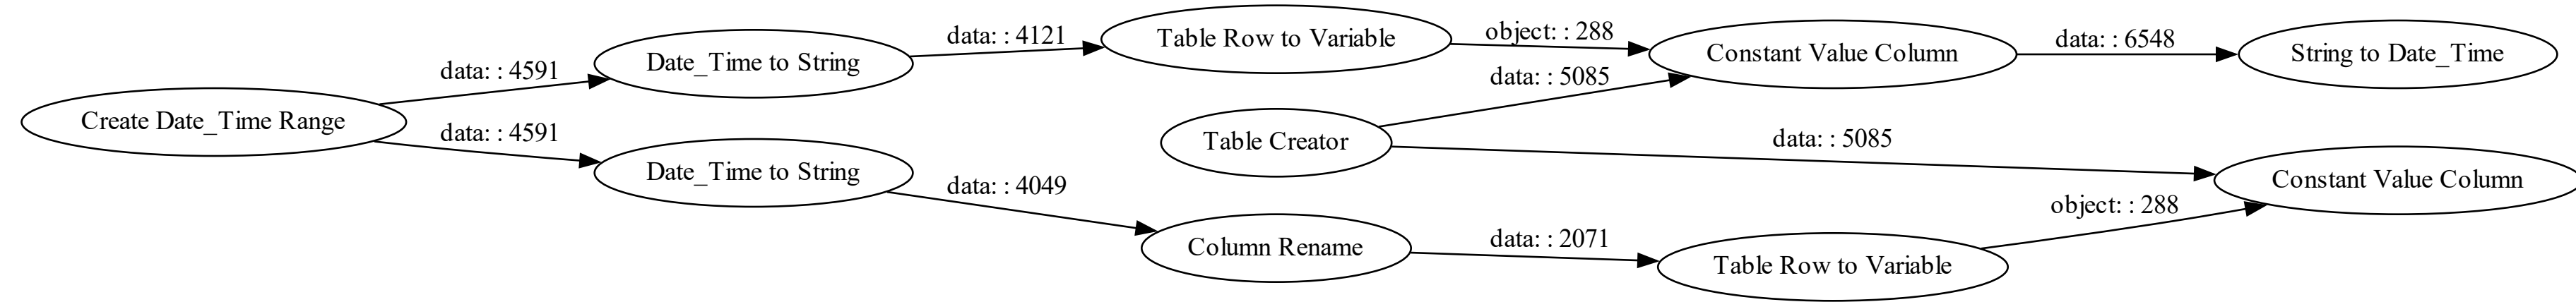 Create Date_Time Range
data: : 4591
data: : 4591
Date_Time to String
Date_Time to String
data: : 4121
data: : 4049
Table Row to Variable
Table Creator
Column Rename
object: : 288
data: : 5085
data: : 5085
data: : 2071
Constant Value Column
Table Row to Variable
data: : 6548
object: : 288
String to Date_Time
Constant Value Column